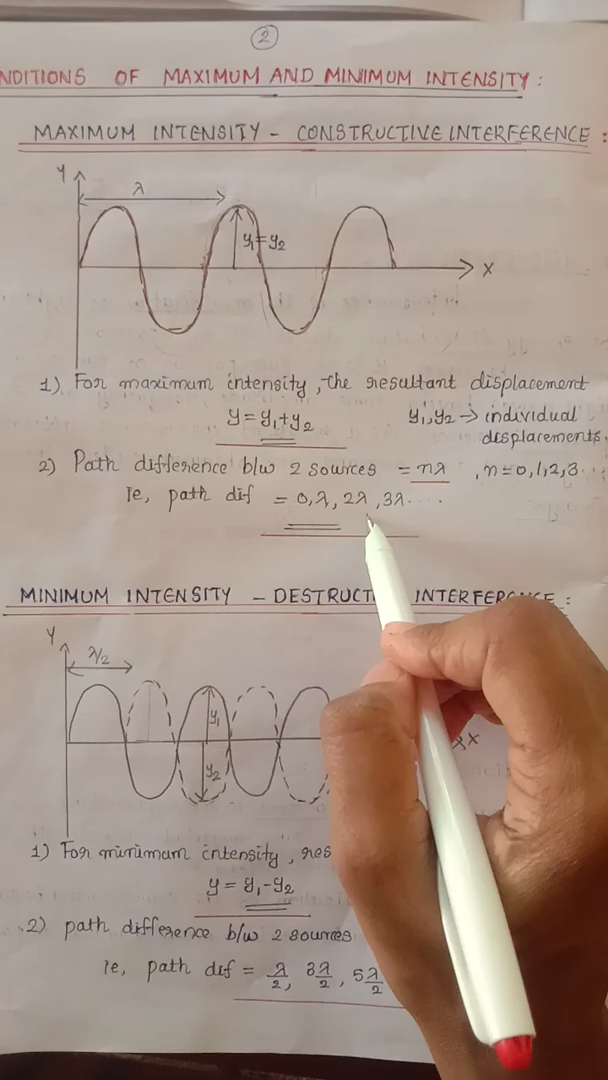 2
NDITIONS OF MAXIMUM AND MINIMUM INTENSITY :
MAXIMUM INTENSITY - CONSTRUCTIVE INTERFERENCE :
Y
λ
y₁=y₂
X
1) For maximum intensity, the resultant displacement
y = y₁+y₂ y₁,y₂ → individual
displacements.
2) Path difference b/w 2 sources = nλ , n=0,1,2,3..
Ie, path dif = 0, λ, 2λ, 3λ....
MINIMUM INTENSITY - DESTRUCT INTERFERENCE :
Y
λ/2
y₁
y₂
X
1) For minimum intensity, res
y = y₁-y₂
2) path difference b/w 2 sources
Ie, path dif = λ/2, 3λ/2, 5λ/2